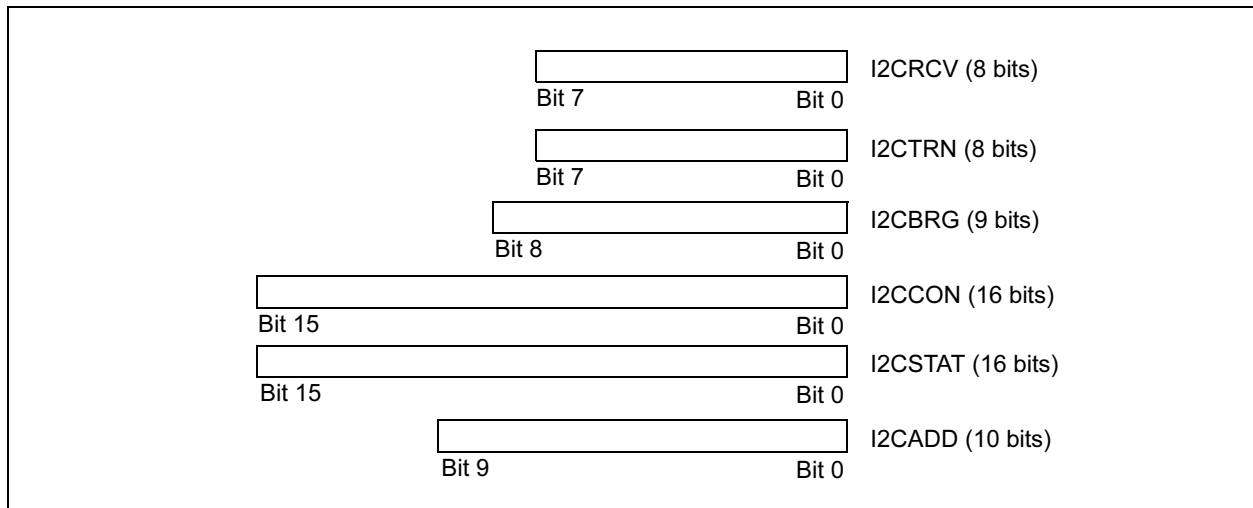 I2CRCV (8 bits)
Bit 7 Bit 0
I2CTRN (8 bits)
Bit 7 Bit 0
I2CBRG (9 bits)
Bit 8 Bit 0
I2CCON (16 bits)
Bit 15 Bit 0
I2CSTAT (16 bits)
Bit 15 Bit 0
I2CADD (10 bits)
Bit 9 Bit 0